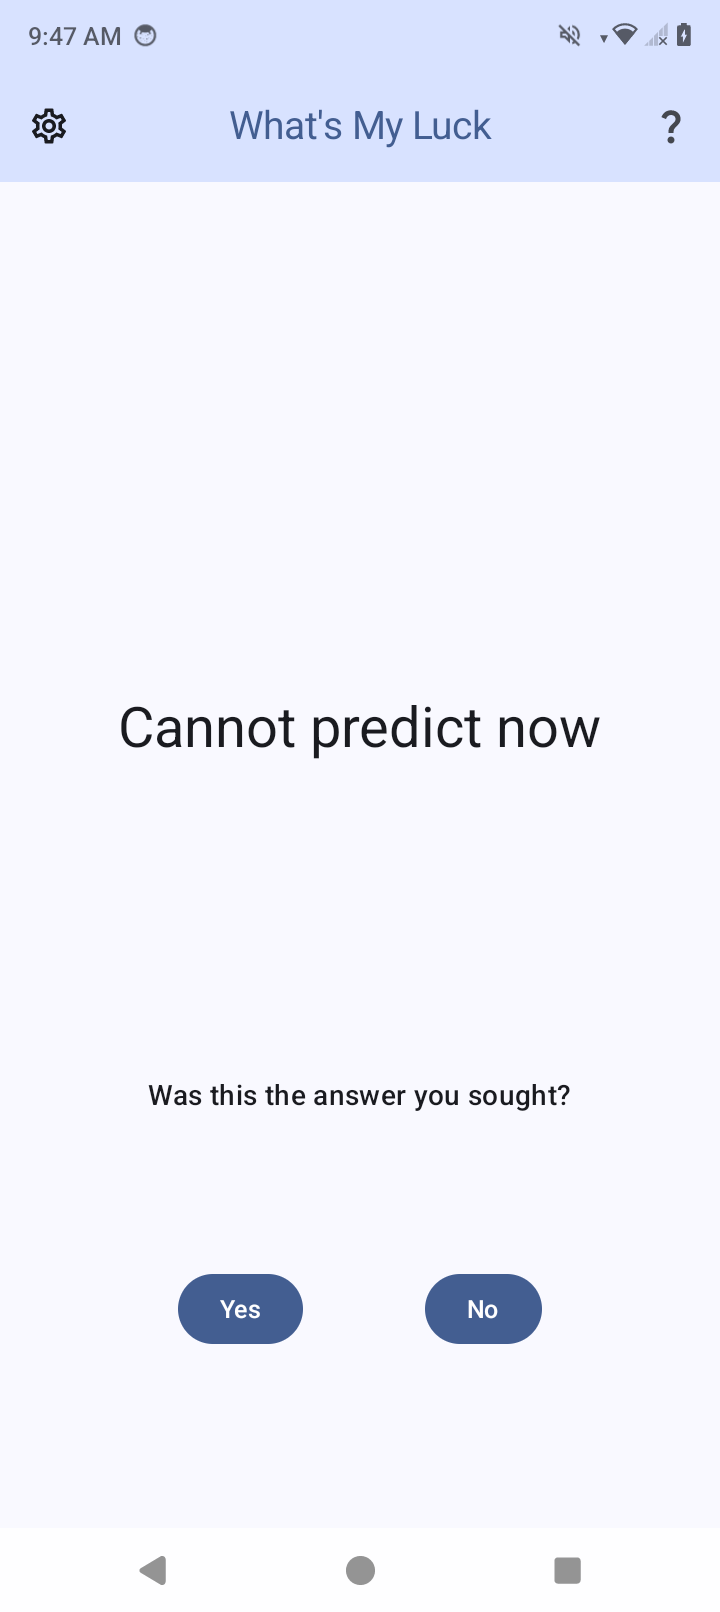 9:47 AM
What's My Luck
?
Cannot predict now
Was this the answer you sought?
Yes
No